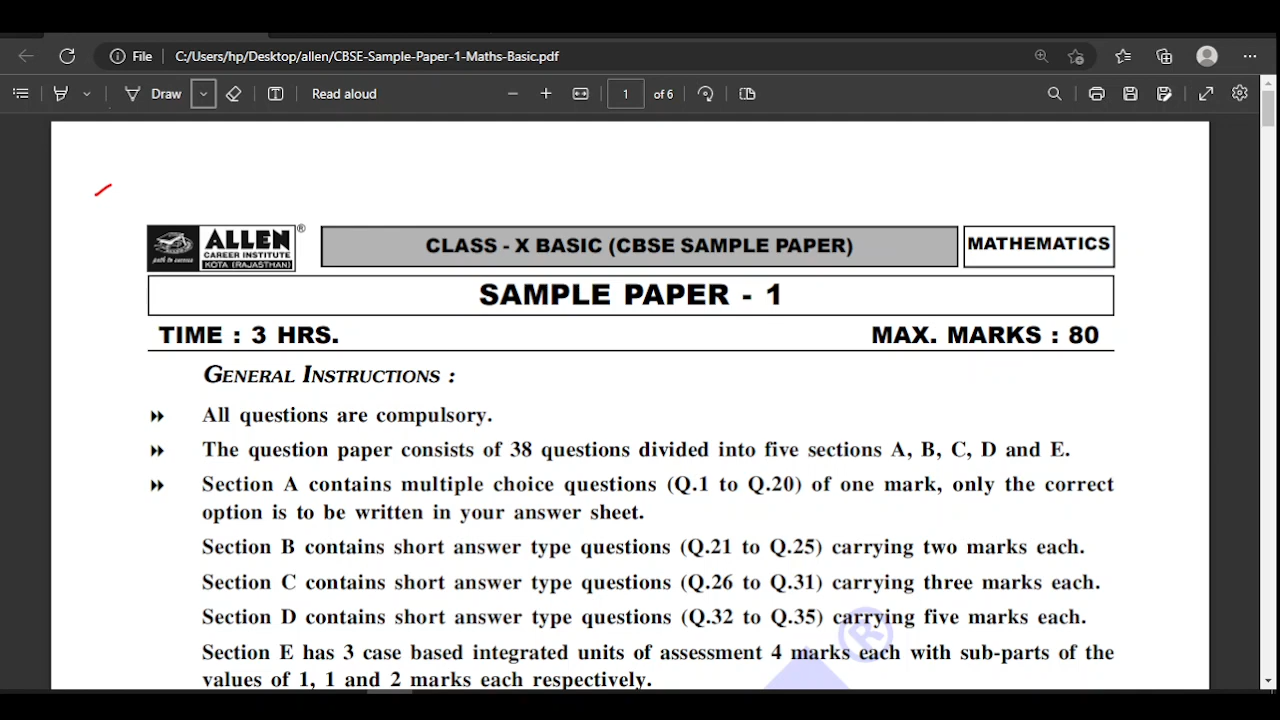 File C:/Users/hp/Desktop/allen/CBSE-Sample-Paper-1-Maths-Basic.pdf
Draw Read aloud 1 of 6
ALLEN ®
CAREER INSTITUTE
KOTA (RAJASTHAN)
path to success
CLASS - X BASIC (CBSE SAMPLE PAPER)
MATHEMATICS
SAMPLE PAPER - 1
TIME : 3 HRS. MAX. MARKS : 80
GENERAL INSTRUCTIONS :
All questions are compulsory.
The question paper consists of 38 questions divided into five sections A, B, C, D and E.
Section A contains multiple choice questions (Q.1 to Q.20) of one mark, only the correct
option is to be written in your answer sheet.
Section B contains short answer type questions (Q.21 to Q.25) carrying two marks each.
Section C contains short answer type questions (Q.26 to Q.31) carrying three marks each.
Section D contains short answer type questions (Q.32 to Q.35) carrying five marks each.
Section E has 3 case based integrated units of assessment 4 marks each with sub-parts of the
values of 1, 1 and 2 marks each respectively.
®